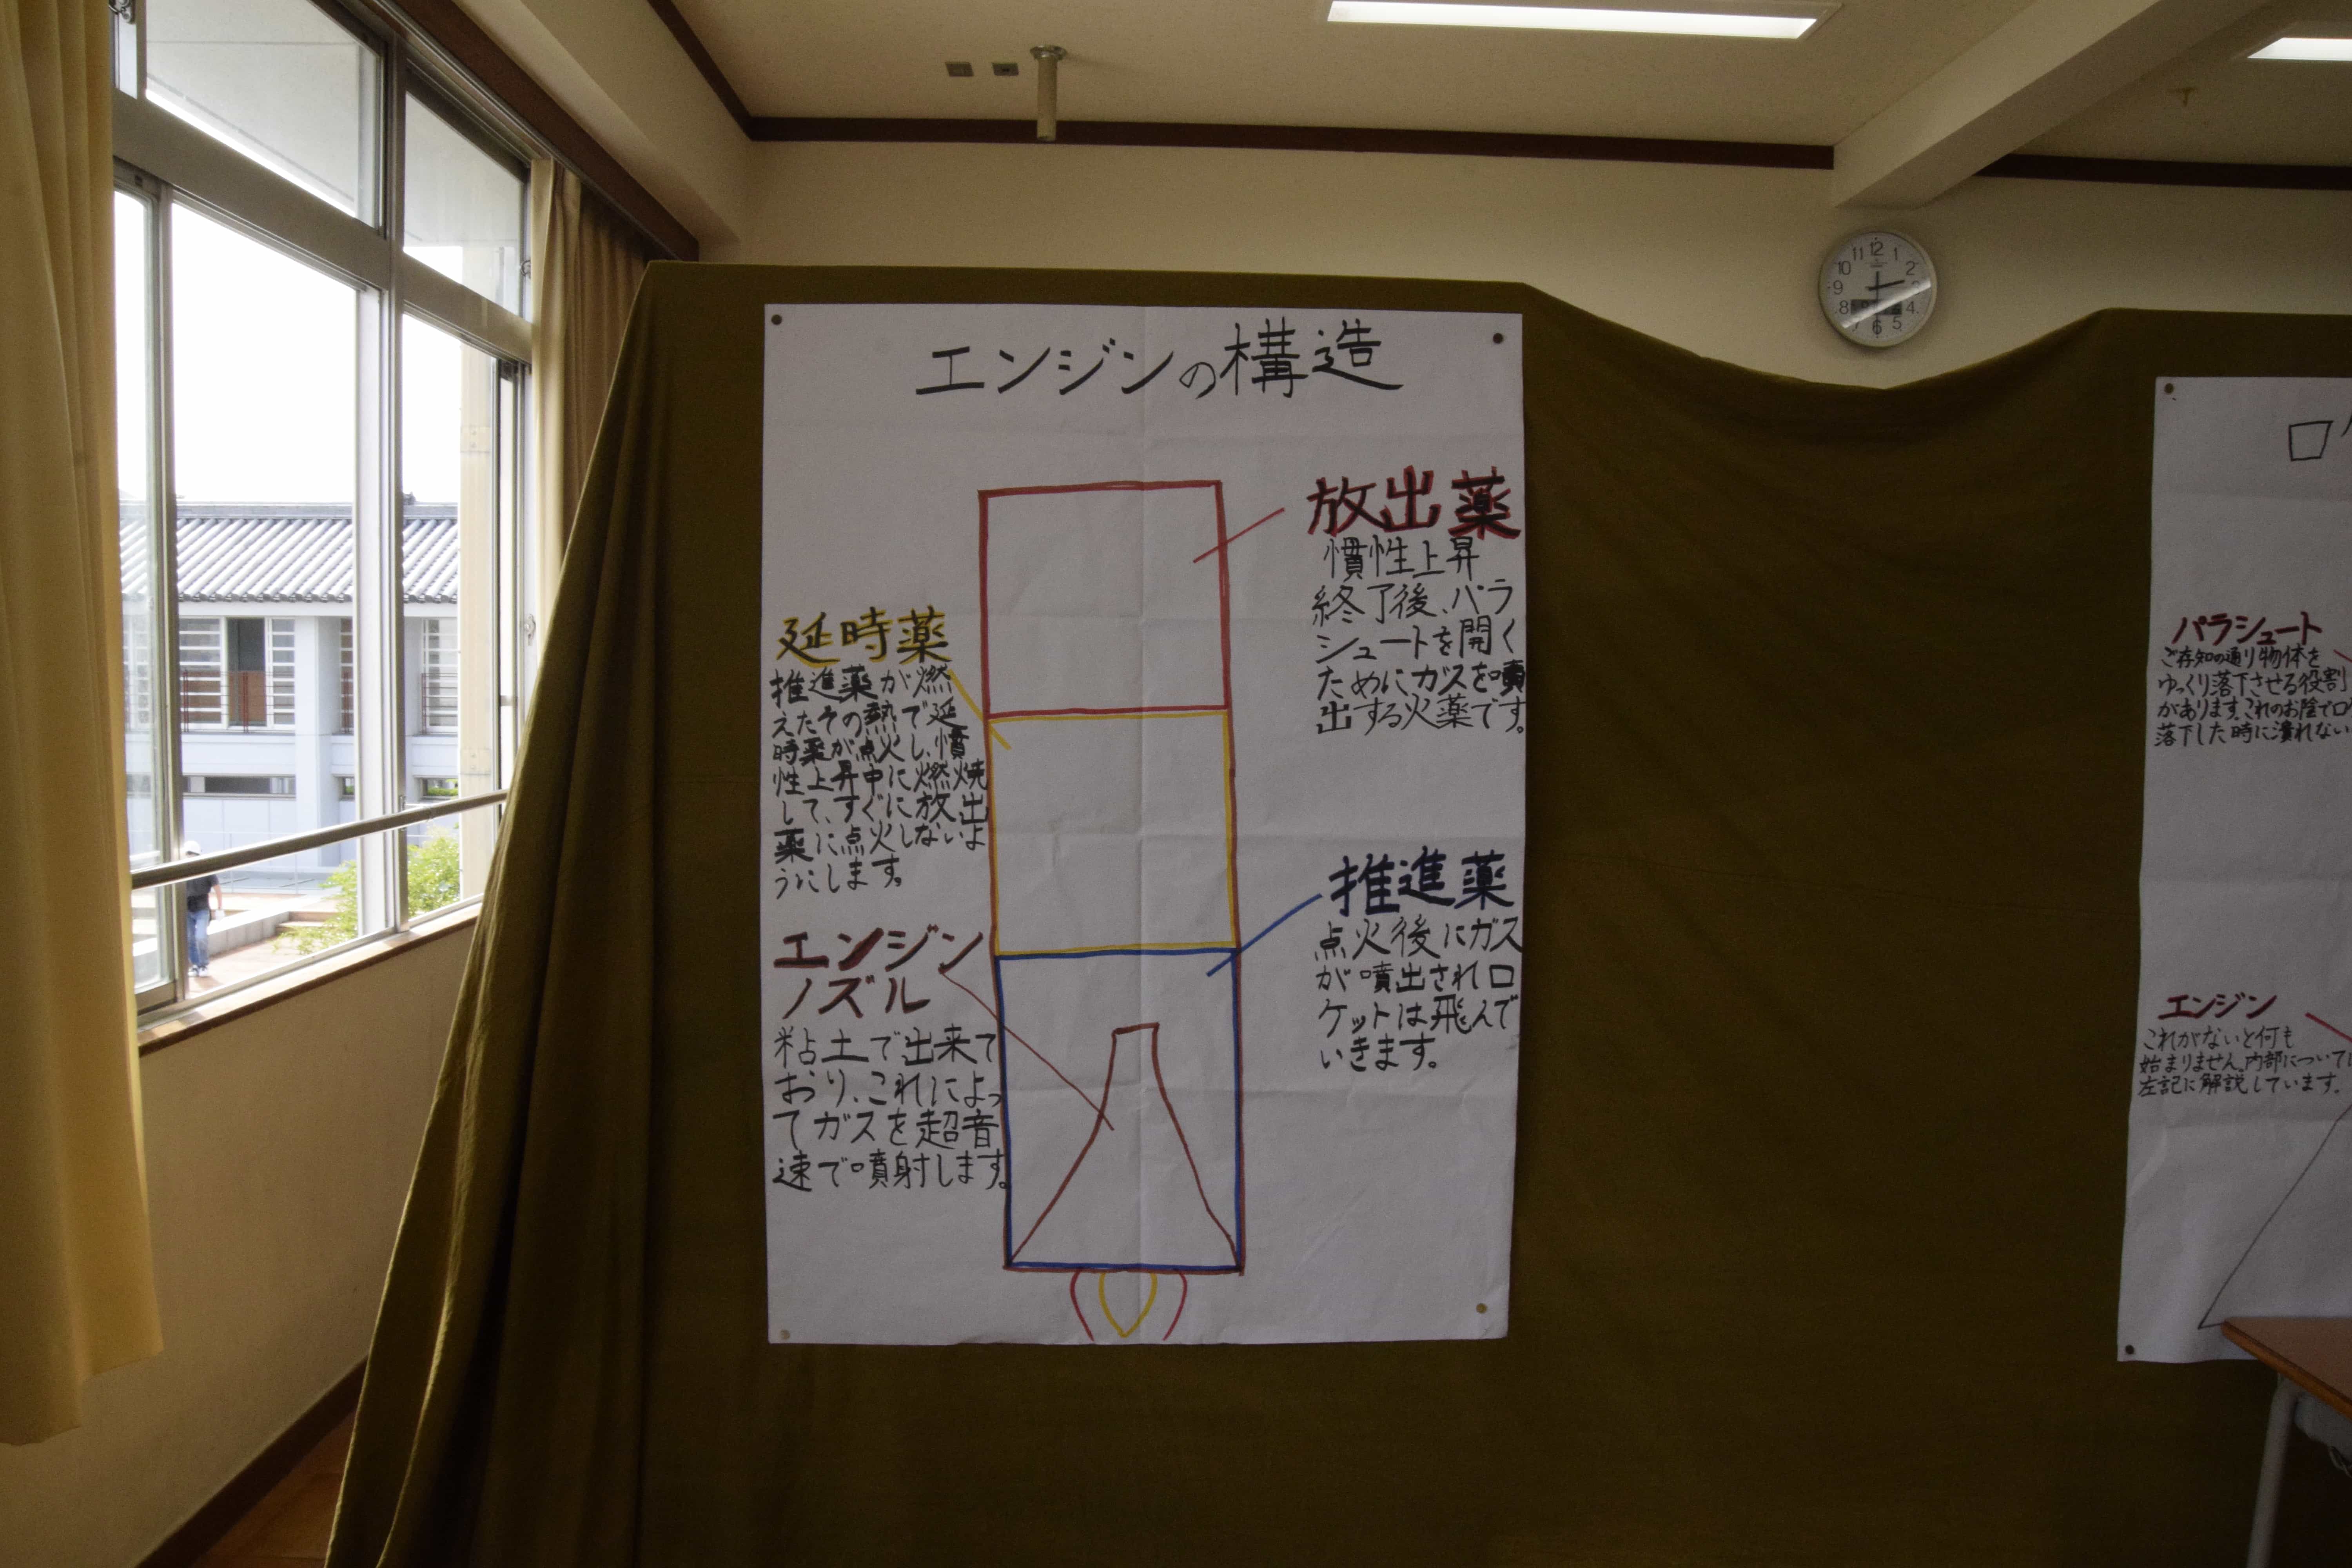 エンジンの構造
放出薬
慣性上昇
終了後、パラ
シュートを開く
ためにガスを噴
出する火薬です。
延時薬
推進薬が燃
えたその熱で延
時薬が点火し、慣
性上昇中に燃焼
して、すぐに放出
薬に点火しないよ
うにします。
推進薬
点火後にガス
が噴出されロ
ケットは飛んで
いきます。
エンジン
ノズル
粘土で出来て
おり、これによっ
てガスを超音
速で噴射します。
ロ
パラシュート
ご存知の通り物体を
ゆっくり落下させる役割
があります。これのお陰でロ
落下した時に潰れない
エンジン
これがないと何も
始まりません。内部について
左記に解説しています。
12
1
2
4
5
6
7
8
9
10
11